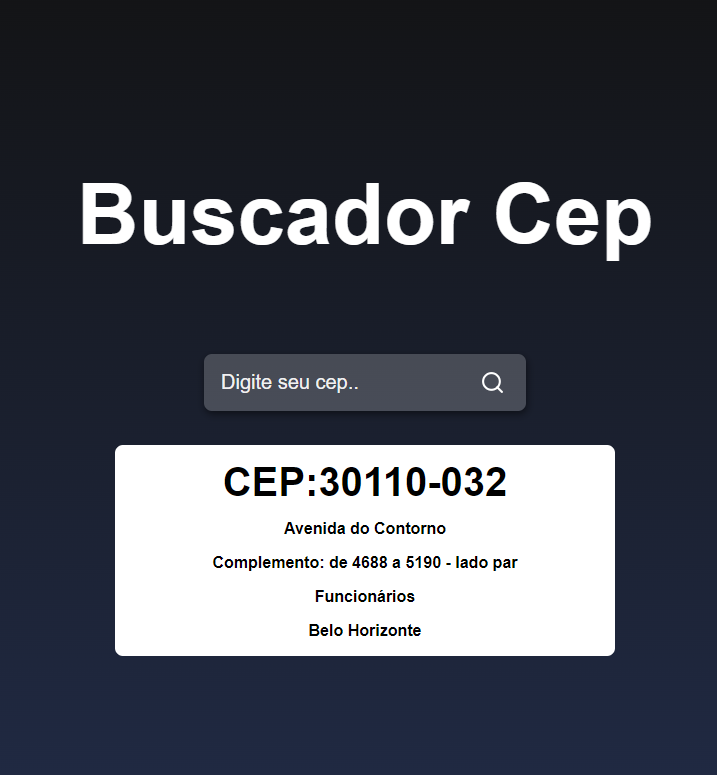 Buscador Cep
Digite seu cep..
CEP:30110-032
Avenida do Contorno
Complemento: de 4688 a 5190 - lado par
Funcionários
Belo Horizonte